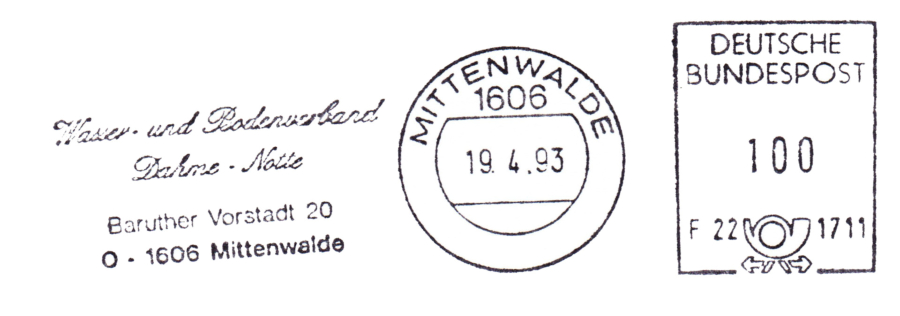 Wasser- und Bodenverband
Dahme - Notte
Baruther Vorstadt 20
O - 1606 Mittenwalde
MITTENWALDE
1606
19.4.93
DEUTSCHE
BUNDESPOST
100
F 22 1711